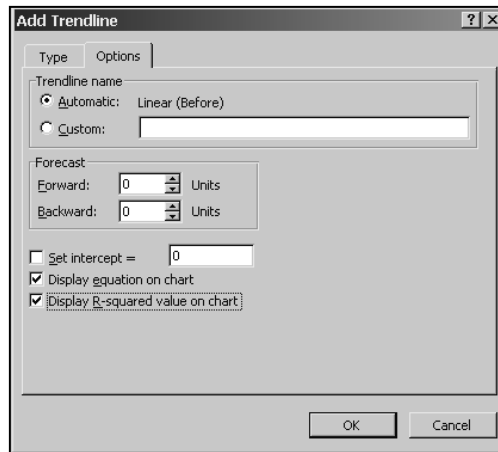 Add Trendline
Type Options
Trendline name
Automatic: Linear (Before)
Custom:
Forecast
Forward: 0 Units
Backward: 0 Units
Set intercept = 0
Display equation on chart
Display R-squared value on chart
OK Cancel